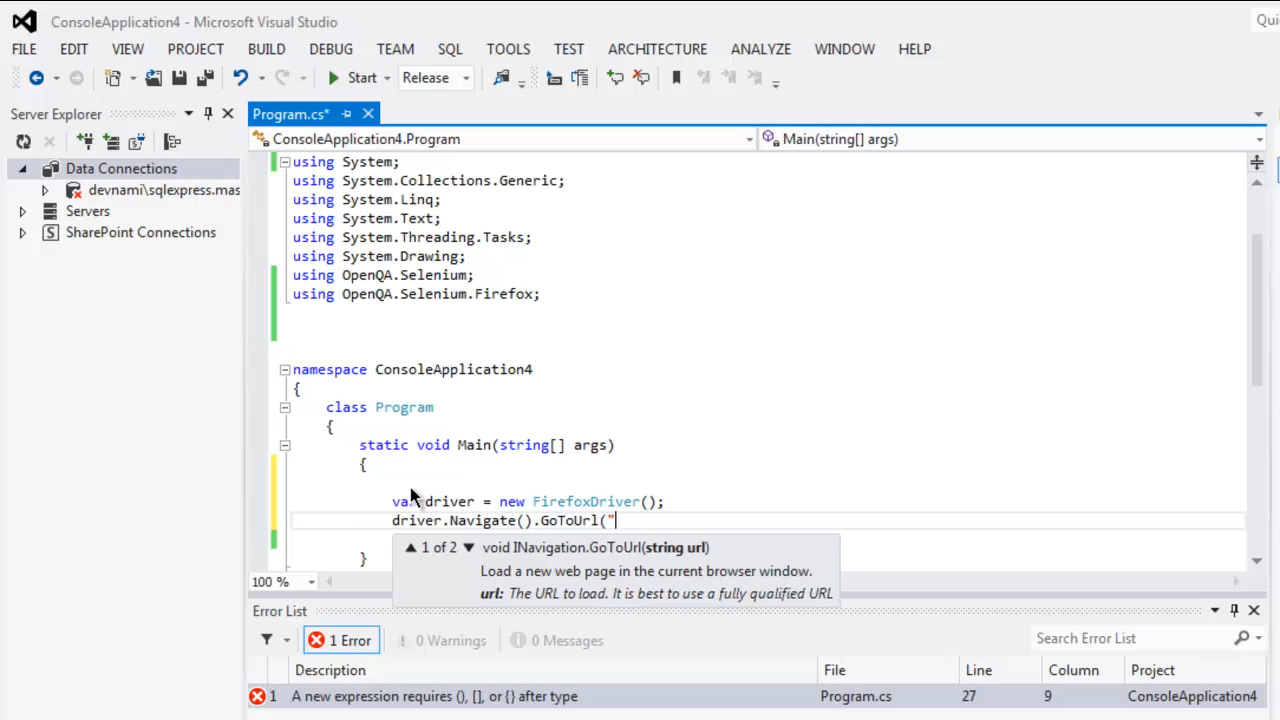 ConsoleApplication4 - Microsoft Visual Studio
Qui
FILE EDIT VIEW PROJECT BUILD DEBUG TEAM SQL TOOLS TEST ARCHITECTURE ANALYZE WINDOW HELP
Start Release
Server Explorer
Data Connections
devnami\sqlexpress.mas
Servers
SharePoint Connections
Program.cs*
ConsoleApplication4.Program
Main(string[] args)
using System;
using System.Collections.Generic;
using System.Linq;
using System.Text;
using System.Threading.Tasks;
using System.Drawing;
using OpenQA.Selenium;
using OpenQA.Selenium.Firefox;
namespace ConsoleApplication4
{
class Program
{
static void Main(string[] args)
{
var driver = new FirefoxDriver();
driver.Navigate().GoToUrl("
}
1 of 2 void INavigation.GoToUrl(string url)
Load a new web page in the current browser window.
url: The URL to load. It is best to use a fully qualified URL
100 %
Error List
1 Error 0 Warnings 0 Messages
Search Error List
Description File Line Column Project
1 A new expression requires (), [], or {} after type Program.cs 27 9 ConsoleApplication4